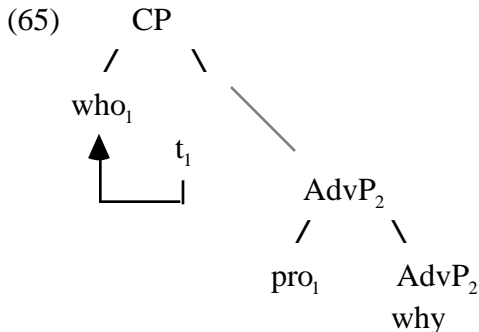 (65) CP
who₁
t₁
AdvP₂
pro₁ AdvP₂
why